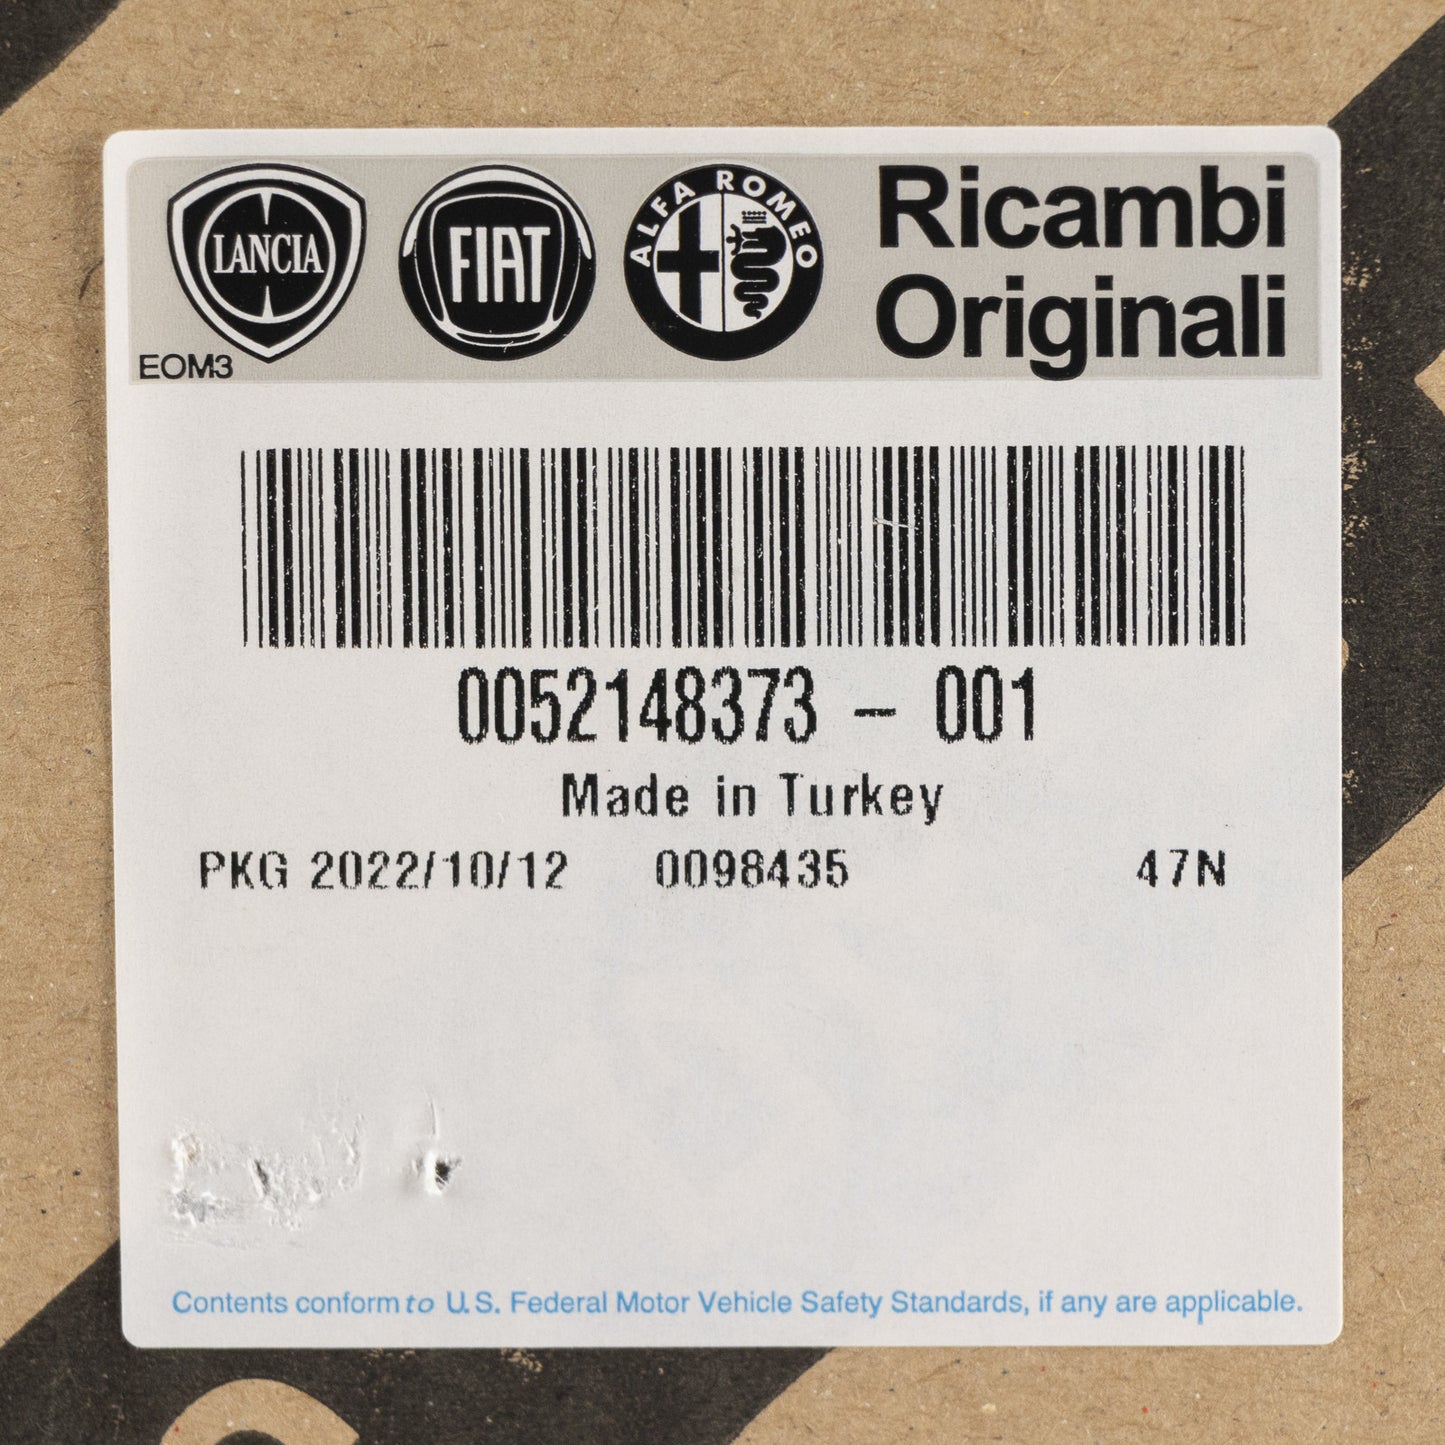 LANCIA FIAT ALFA ROMEO Ricambi
Originali
EOM3
0052148373 - 001
Made in Turkey
PKG 2022/10/12 0098435 47N
Contents conform to U.S. Federal Motor Vehicle Safety Standards, if any are applicable.